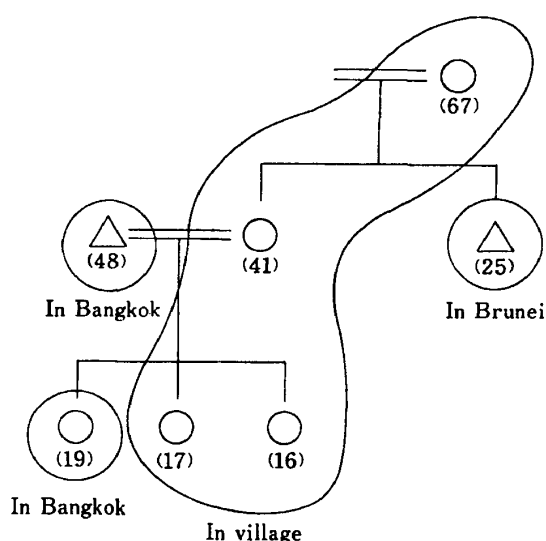 (67)
(48)
(41)
(25)
In Bangkok
In Brunei
(19)
(17)
(16)
In Bangkok
In village